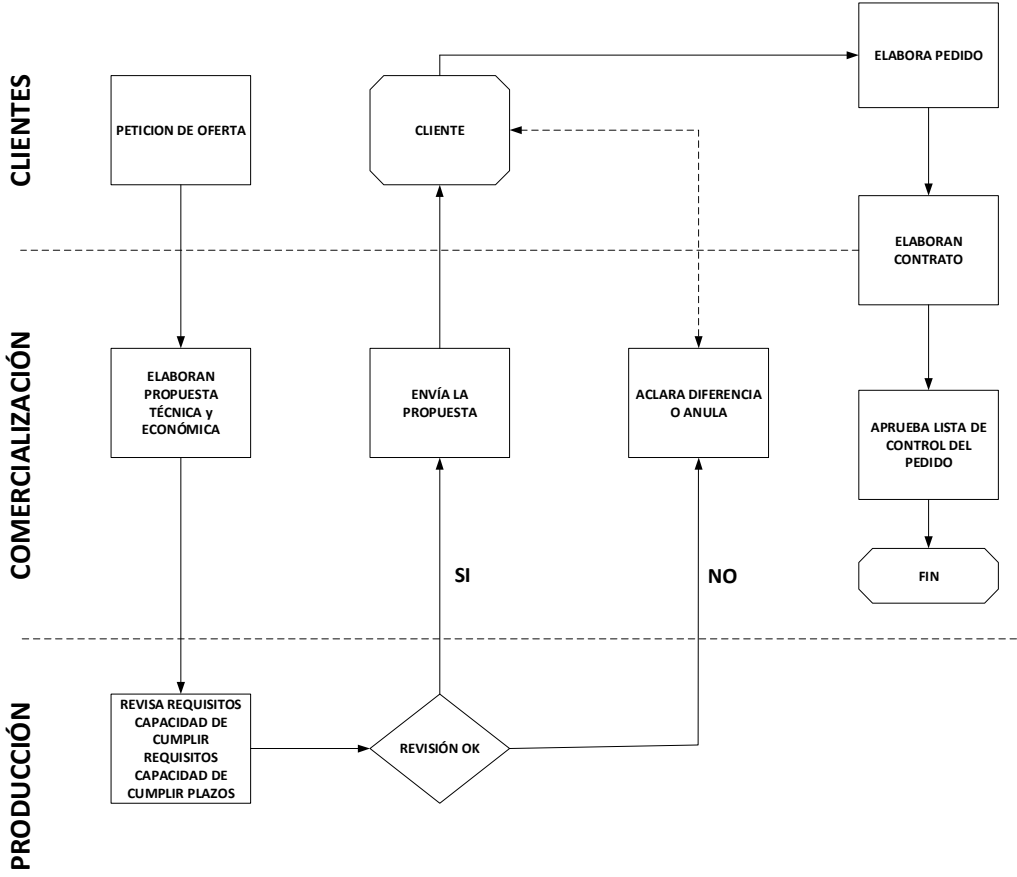 CLIENTES
PETICION DE OFERTA
CLIENTE
ELABORA PEDIDO
ELABORAN
CONTRATO
COMERCIALIZACIÓN
ELABORAN
PROPUESTA
TÉCNICA y
ECONÓMICA
ENVÍA LA
PROPUESTA
ACLARA DIFERENCIA
O ANULA
APRUEBA LISTA DE
CONTROL DEL
PEDIDO
SI
NO
FIN
PRODUCCIÓN
REVISA REQUISITOS
CAPACIDAD DE
CUMPLIR
REQUISITOS
CAPACIDAD DE
CUMPLIR PLAZOS
REVISIÓN OK